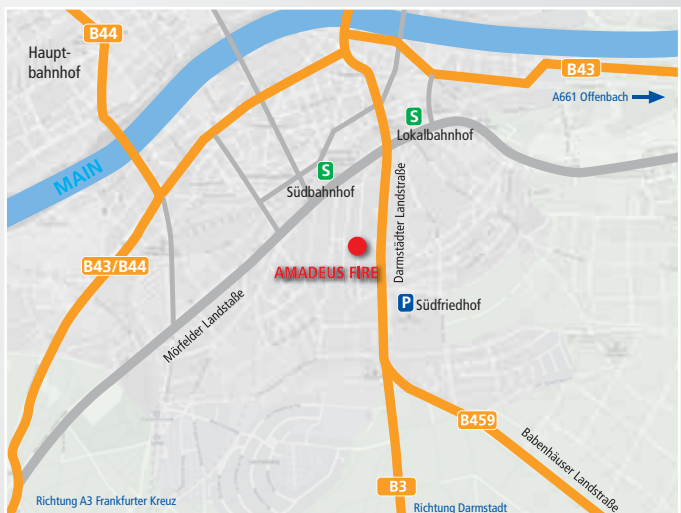 B44
Haupt-
bahnhof
B43
A661 Offenbach
S
Lokalbahnhof
MAIN
S
Südbahnhof
Darmstädter Landstraße
B43/B44
AMADEUS FIRE
P Südfriedhof
Mörfelder Landstaße
B459
Babenhäuser Landstraße
B3
Richtung A3 Frankfurter Kreuz
Richtung Darmstadt